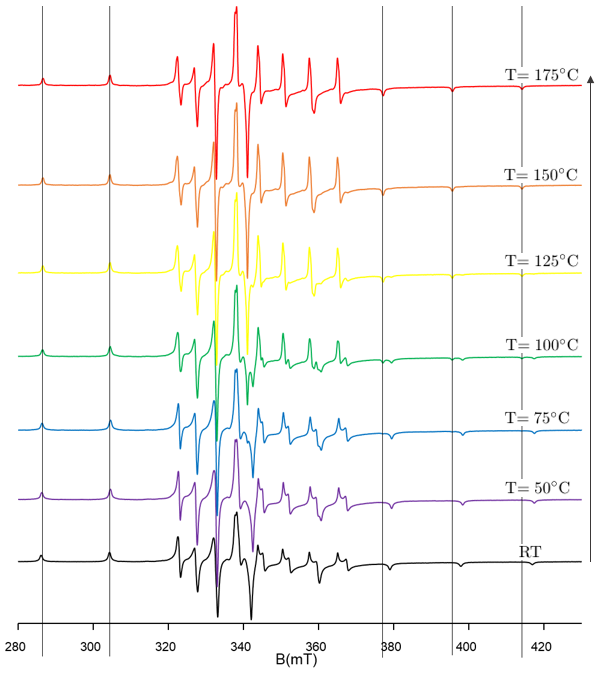 T= 175°C
T= 150°C
T= 125°C
T= 100°C
T= 75°C
T= 50°C
RT
280 300 320 340 360 380 400 420
B(mT)